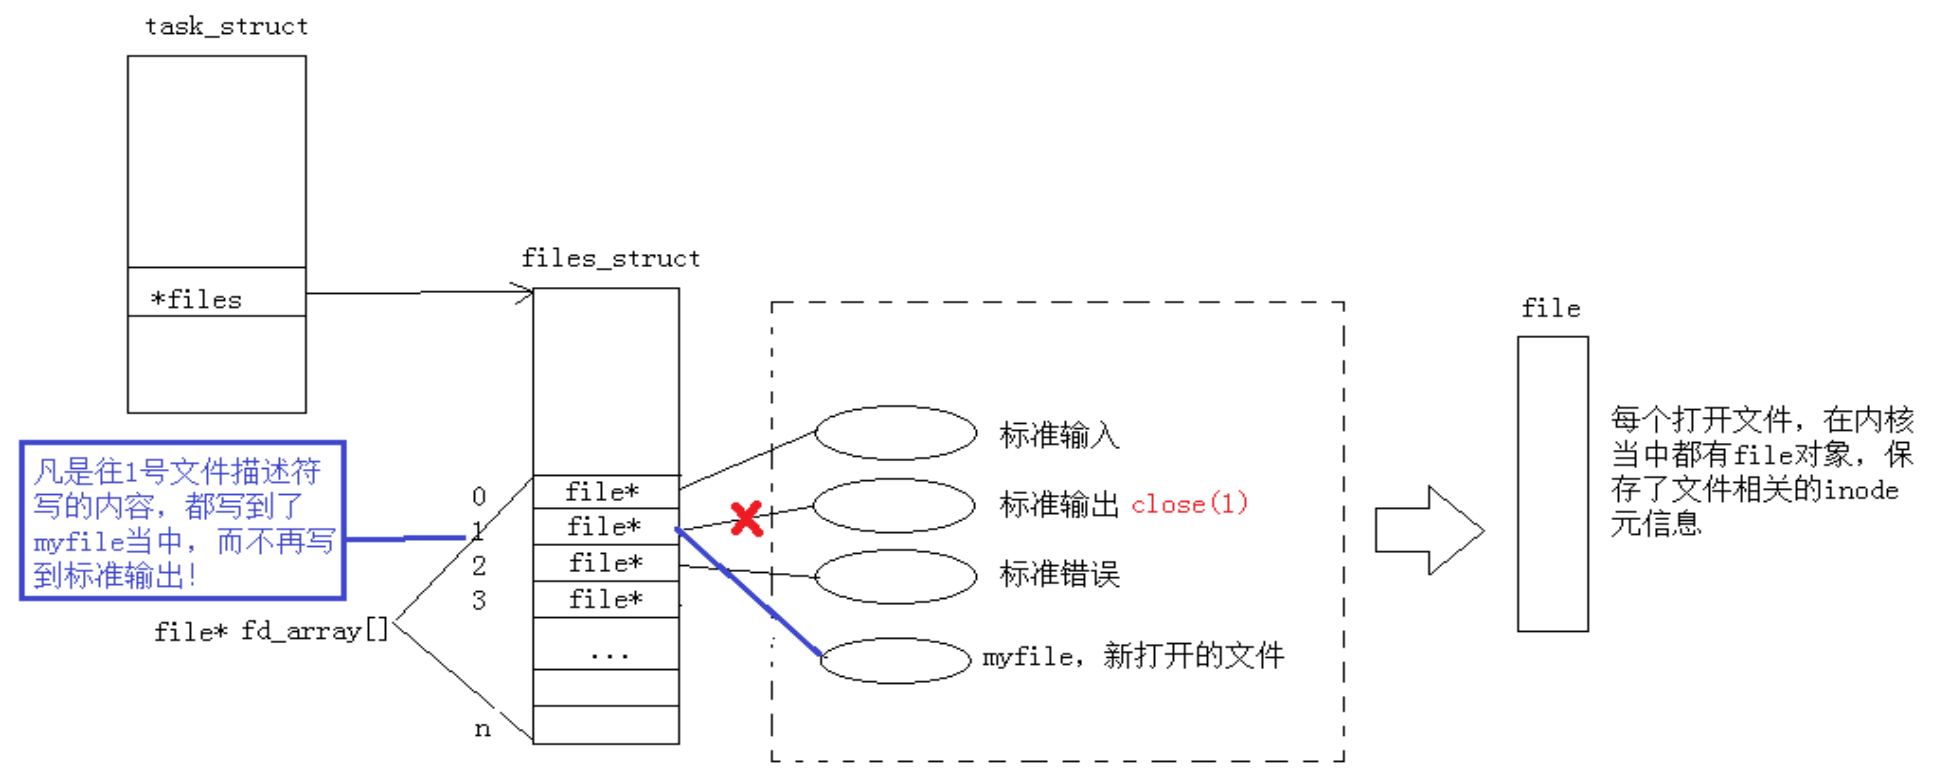 task_struct
*files
files_struct
file
凡是往1号文件描述符
写的内容，都写到了
myfile当中，而不再写
到标准输出！
file* fd_array[]
0
1
2
3
n
file*
file*
file*
file*
...
标准输入
标准输出 close(1)
标准错误
myfile，新打开的文件
每个打开文件，在内核
当中都有file对象，保
存了文件相关的inode
元信息